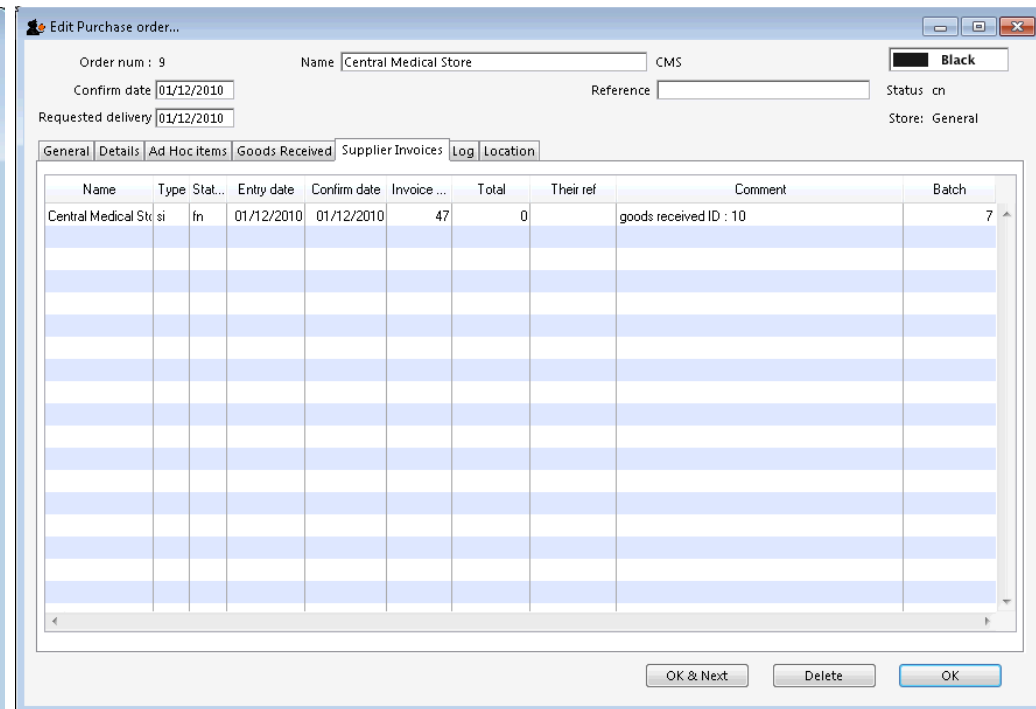 Edit Purchase order...
Order num : 9 Name Central Medical Store CMS Black
Confirm date 01/12/2010 Reference Status cn
Requested delivery 01/12/2010 Store: General
General Details Ad Hoc items Goods Received Supplier Invoices Log Location
Name Type Stat... Entry date Confirm date Invoice ... Total Their ref Comment Batch
Central Medical Sto si fn 01/12/2010 01/12/2010 47 0 goods received ID : 10 7
OK & Next Delete OK